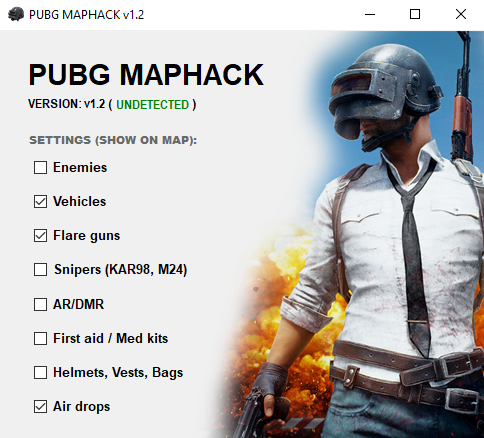 PUBG MAPHACK v1.2
PUBG MAPHACK
VERSION: v1.2 ( UNDETECTED )
SETTINGS (SHOW ON MAP):
Enemies
Vehicles
Flare guns
Snipers (KAR98, M24)
AR/DMR
First aid / Med kits
Helmets, Vests, Bags
Air drops